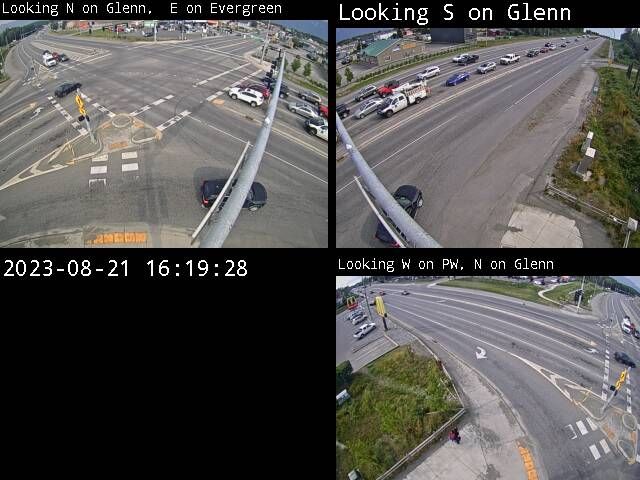 Looking N on Glenn,  E on Evergreen
Looking S on Glenn
2023-08-21 16:19:28
Looking W on PW, N on Glenn